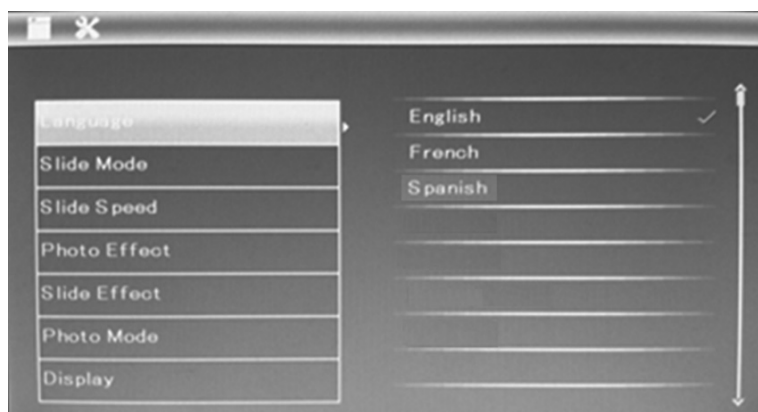 Language
Slide Mode
Slide Speed
Photo Effect
Slide Effect
Photo Mode
Display
English
French
Spanish